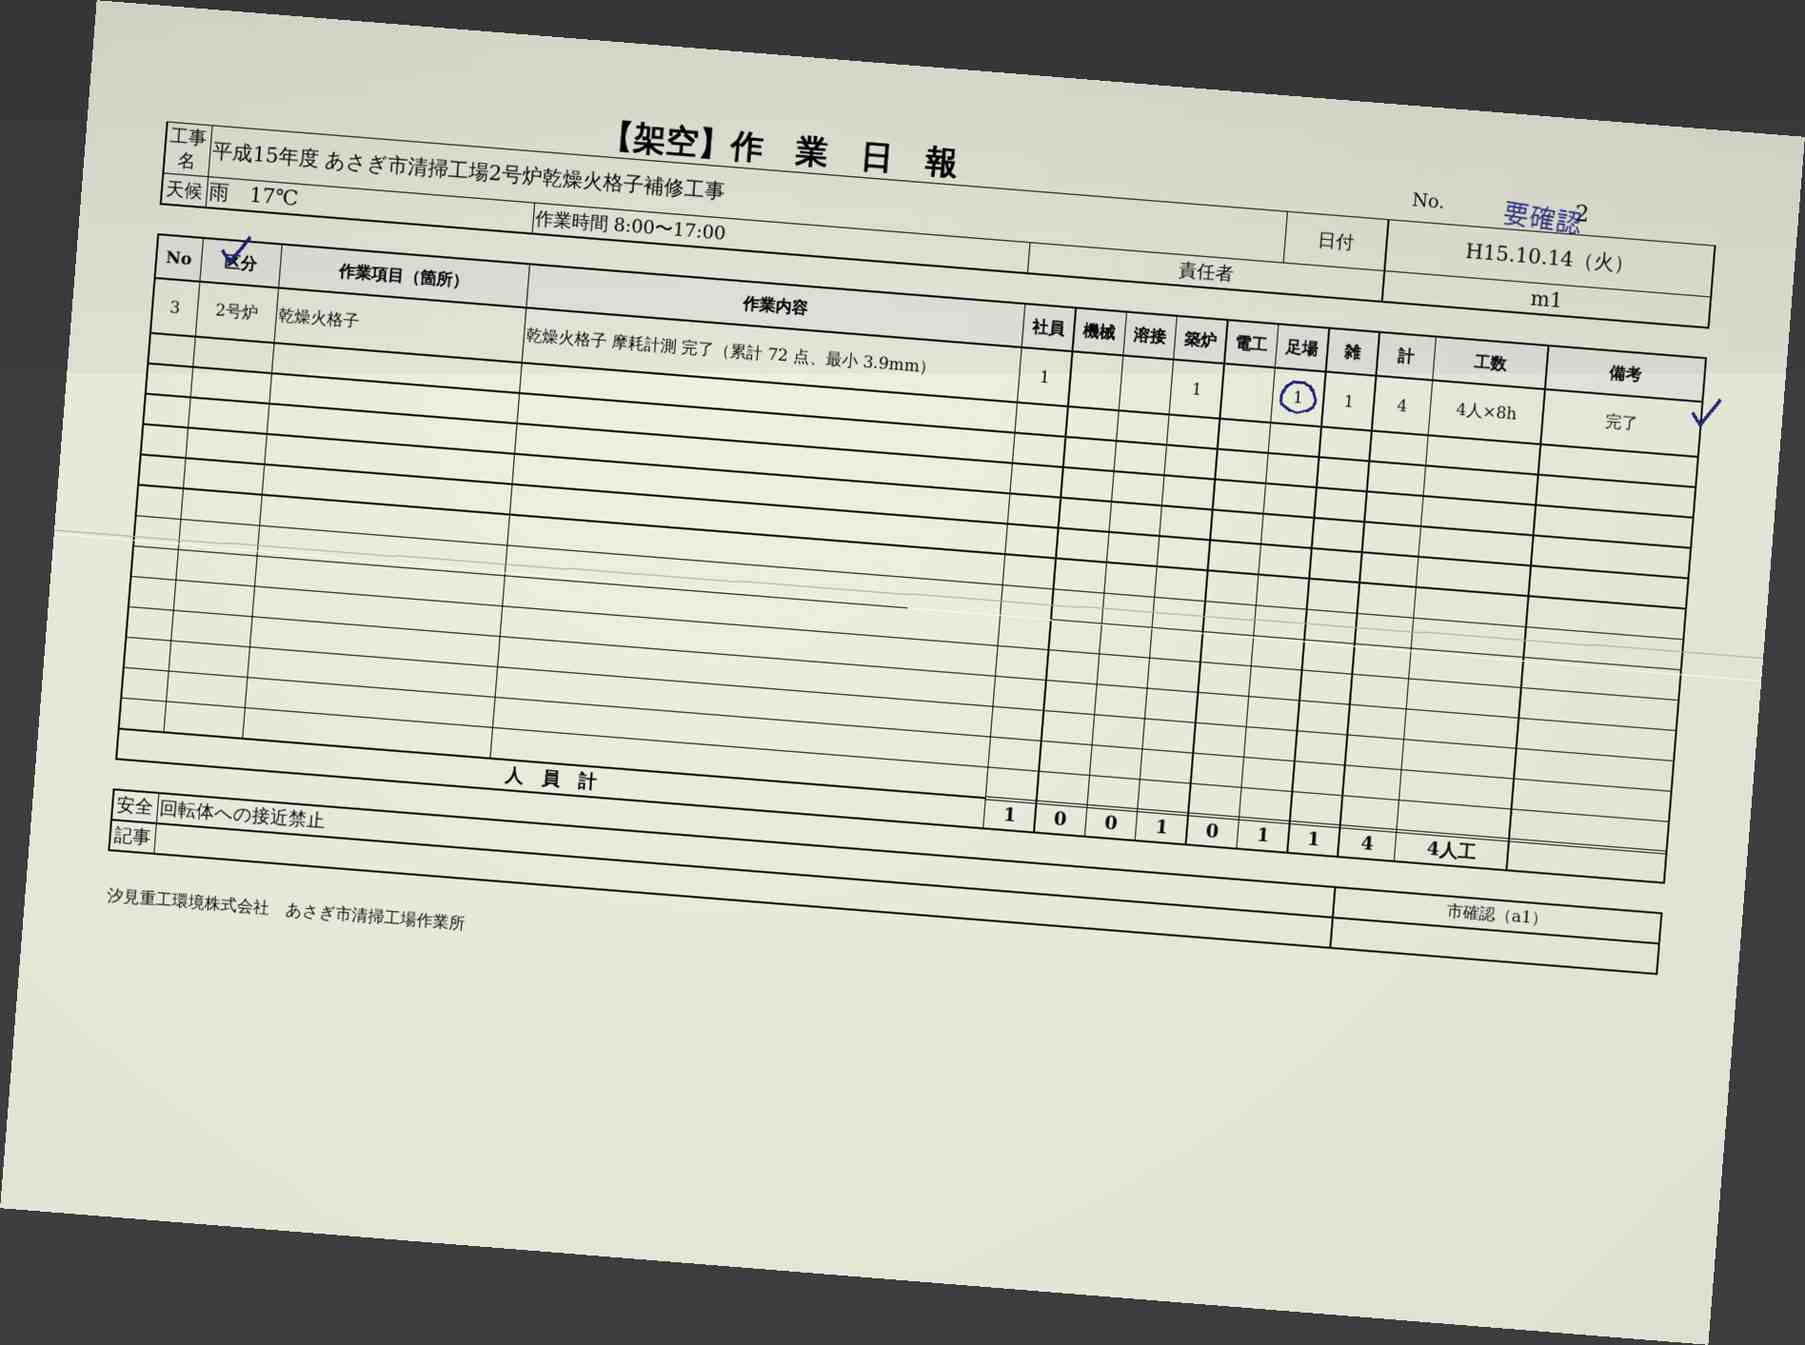 【架空】作 業 日 報
No. 2
要確認
工事名 平成15年度 あさぎ市清掃工場2号炉乾燥火格子補修工事 日付 H15.10.14（火）
天候 雨 17℃ 作業時間 8:00〜17:00 責任者 m1
No 区分 作業項目（箇所） 作業内容 社員 機械 溶接 築炉 電工 足場 雑 計 工数 備考
3 2号炉 乾燥火格子 乾燥火格子 摩耗計測 完了（累計 72 点、最小 3.9mm） 1 1 1 1 4 4人×8h 完了
人 員 計 1 0 0 1 0 1 1 4 4人工
安全 回転体への接近禁止 市確認（a1）
記事
汐見重工環境株式会社 あさぎ市清掃工場作業所